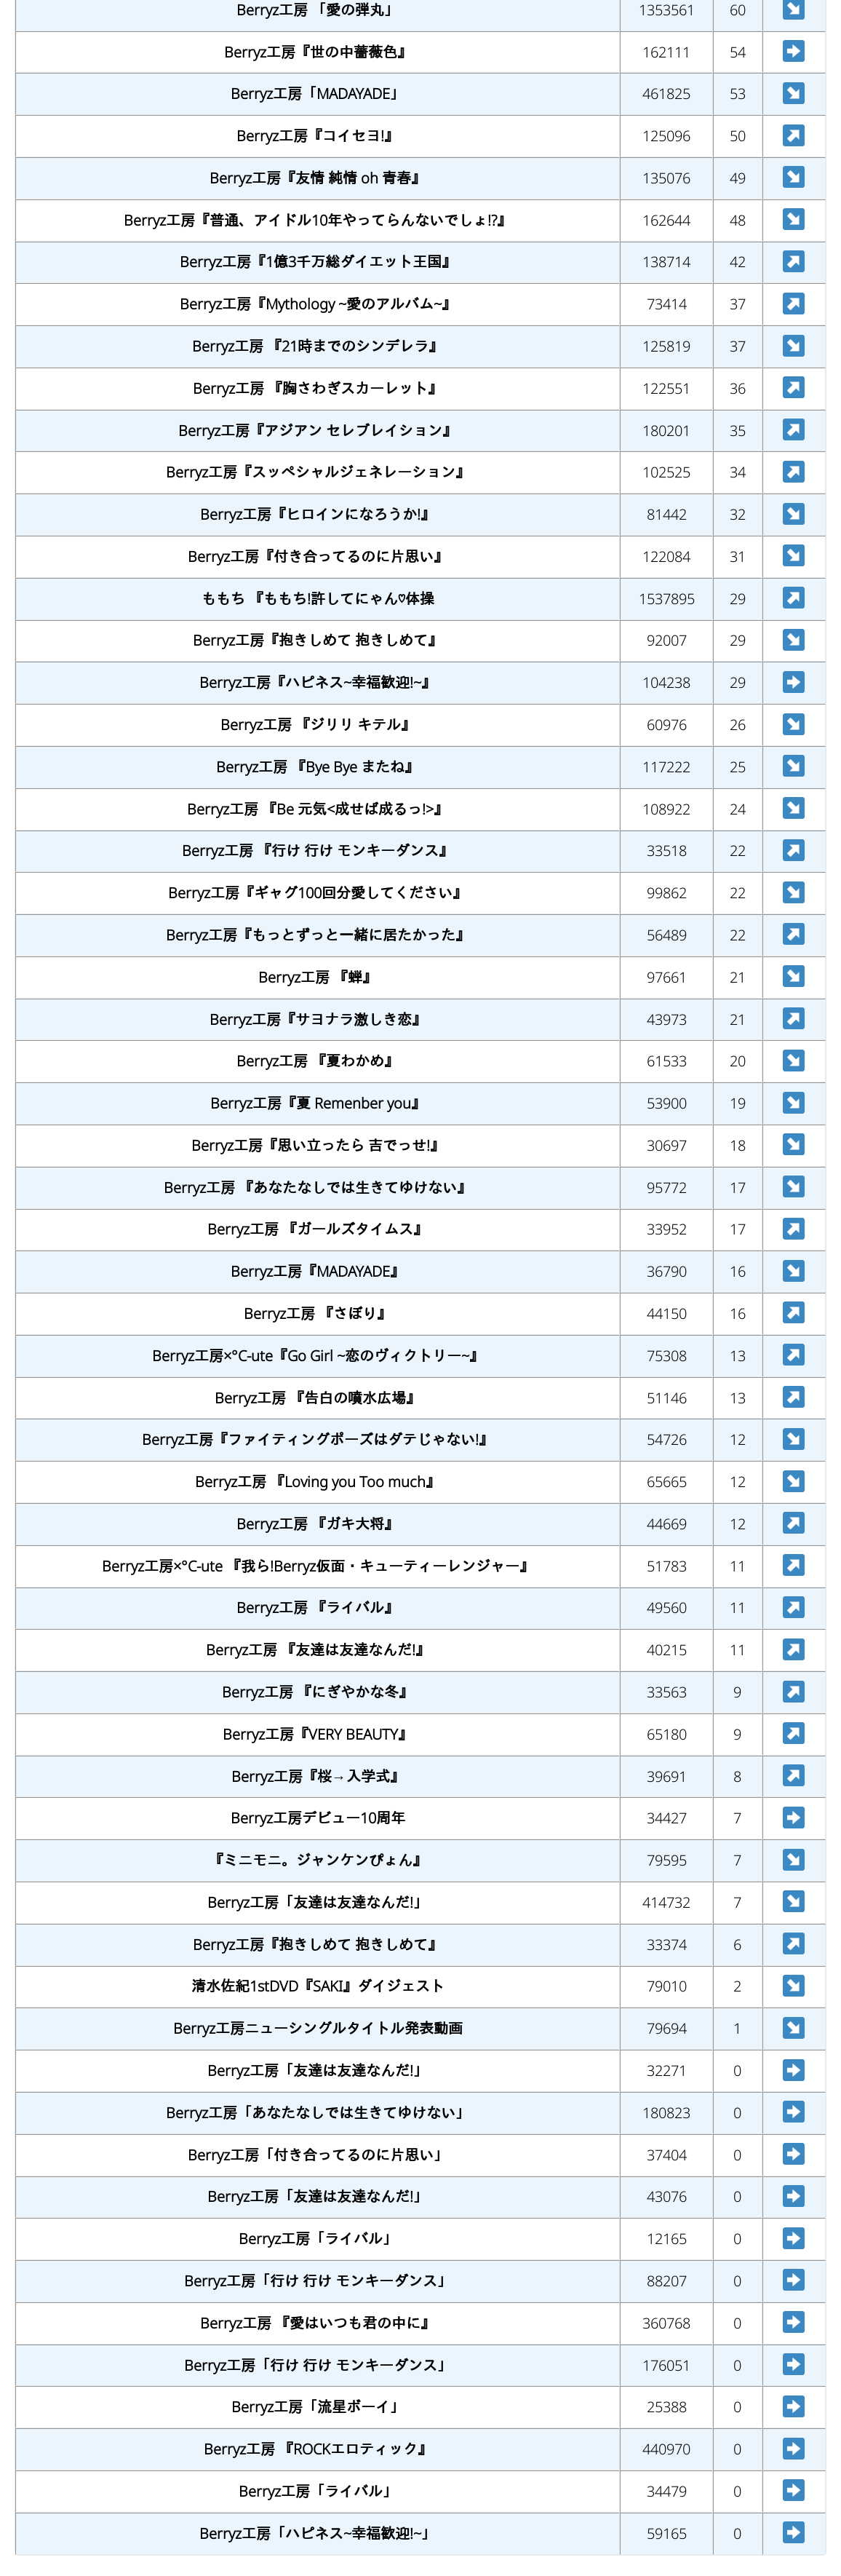 Berryz工房 「愛の弾丸」 1353561 60 ↘
Berryz工房『世の中薔薇色』 162111 54 ➡
Berryz工房「MADAYADE」 461825 53 ↘
Berryz工房『コイセヨ!』 125096 50 ↗
Berryz工房『友情 純情 oh 青春』 135076 49 ↘
Berryz工房『普通、アイドル10年やってらんないでしょ!?』 162644 48 ↘
Berryz工房『1億3千万総ダイエット王国』 138714 42 ↗
Berryz工房『Mythology ~愛のアルバム~』 73414 37 ↗
Berryz工房 『21時までのシンデレラ』 125819 37 ↘
Berryz工房 『胸さわぎスカーレット』 122551 36 ↗
Berryz工房『アジアン セレブレイション』 180201 35 ↗
Berryz工房『スッペシャルジェネレーション』 102525 34 ↗
Berryz工房『ヒロインになろうか!』 81442 32 ↘
Berryz工房『付き合ってるのに片思い』 122084 31 ↘
ももち 『ももち!許してにゃん♡体操 1537895 29 ↗
Berryz工房『抱きしめて 抱きしめて』 92007 29 ↘
Berryz工房『ハピネス~幸福歓迎!~』 104238 29 ➡
Berryz工房 『ジリリ キテル』 60976 26 ↘
Berryz工房 『Bye Bye またね』 117222 25 ↘
Berryz工房 『Be 元気<成せば成るっ!>』 108922 24 ↘
Berryz工房 『行け 行け モンキーダンス』 33518 22 ↗
Berryz工房『ギャグ100回分愛してください』 99862 22 ↘
Berryz工房『もっとずっと一緒に居たかった』 56489 22 ↗
Berryz工房 『蝉』 97661 21 ↘
Berryz工房『サヨナラ激しき恋』 43973 21 ↗
Berryz工房 『夏わかめ』 61533 20 ↘
Berryz工房『夏 Remenber you』 53900 19 ↘
Berryz工房『思い立ったら 吉でっせ!』 30697 18 ↘
Berryz工房 『あなたなしでは生きてゆけない』 95772 17 ↘
Berryz工房 『ガールズタイムス』 33952 17 ↗
Berryz工房『MADAYADE』 36790 16 ↘
Berryz工房 『さぼり』 44150 16 ↗
Berryz工房×℃-ute『Go Girl ~恋のヴィクトリー~』 75308 13 ↗
Berryz工房 『告白の噴水広場』 51146 13 ↗
Berryz工房『ファイティングポーズはダテじゃない!』 54726 12 ↘
Berryz工房 『Loving you Too much』 65665 12 ↘
Berryz工房 『ガキ大将』 44669 12 ↗
Berryz工房×℃-ute 『我ら!Berryz仮面・キューティーレンジャー』 51783 11 ↗
Berryz工房 『ライバル』 49560 11 ↗
Berryz工房 『友達は友達なんだ!』 40215 11 ↗
Berryz工房 『にぎやかな冬』 33563 9 ↗
Berryz工房『VERY BEAUTY』 65180 9 ↗
Berryz工房『桜→入学式』 39691 8 ↗
Berryz工房デビュー10周年 34427 7 ➡
『ミニモニ。ジャンケンぴょん』 79595 7 ↘
Berryz工房「友達は友達なんだ!」 414732 7 ↘
Berryz工房『抱きしめて 抱きしめて』 33374 6 ↗
清水佐紀1stDVD『SAKI』ダイジェスト 79010 2 ↘
Berryz工房ニューシングルタイトル発表動画 79694 1 ↘
Berryz工房「友達は友達なんだ!」 32271 0 ➡
Berryz工房「あなたなしでは生きてゆけない」 180823 0 ➡
Berryz工房「付き合ってるのに片思い」 37404 0 ➡
Berryz工房「友達は友達なんだ!」 43076 0 ➡
Berryz工房「ライバル」 12165 0 ➡
Berryz工房「行け 行け モンキーダンス」 88207 0 ➡
Berryz工房 『愛はいつも君の中に』 360768 0 ➡
Berryz工房「行け 行け モンキーダンス」 176051 0 ➡
Berryz工房「流星ボーイ」 25388 0 ➡
Berryz工房 『ROCKエロティック』 440970 0 ➡
Berryz工房「ライバル」 34479 0 ➡
Berryz工房「ハピネス~幸福歓迎!~」 59165 0 ➡